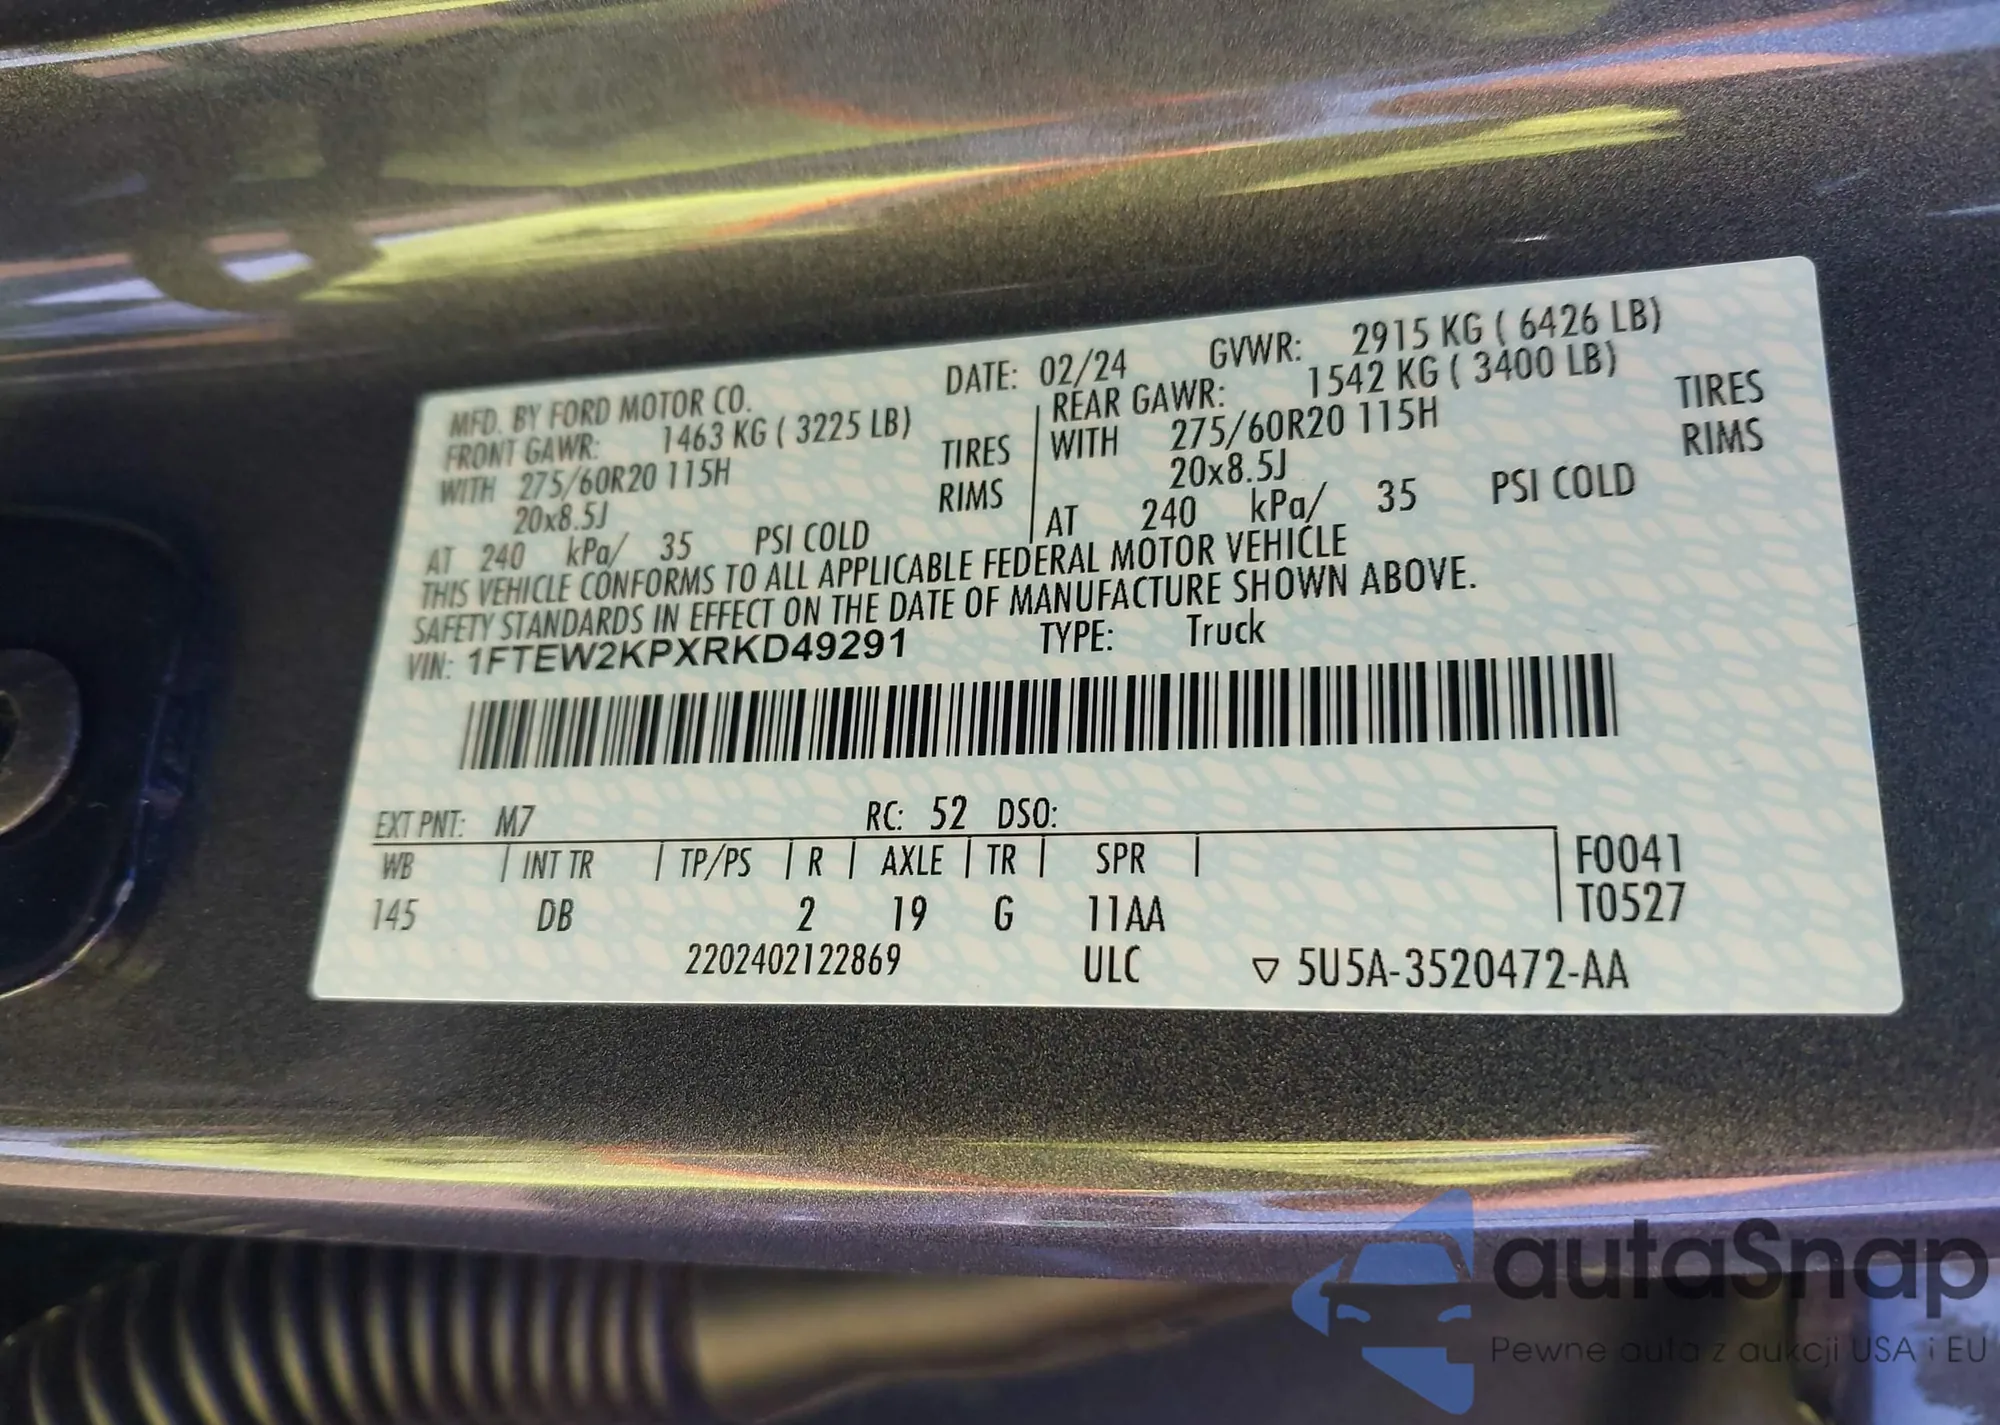 MFD. BY FORD MOTOR CO. DATE: 02/24 GVWR: 2915 KG ( 6426 LB)
FRONT GAWR: 1463 KG ( 3225 LB) REAR GAWR: 1542 KG ( 3400 LB)
WITH 275/60R20 115H TIRES WITH 275/60R20 115H TIRES
20x8.5J RIMS 20x8.5J RIMS
AT 240 kPa/ 35 PSI COLD AT 240 kPa/ 35 PSI COLD
THIS VEHICLE CONFORMS TO ALL APPLICABLE FEDERAL MOTOR VEHICLE
SAFETY STANDARDS IN EFFECT ON THE DATE OF MANUFACTURE SHOWN ABOVE.
VIN: 1FTEW2KPXRKD49291 TYPE: Truck
EXT PNT: M7 RC: 52 DSO:
WB INT TR TP/PS R AXLE TR SPR F0041
145 DB 2 19 G 11AA T0527
2202402122869 ULC ▽ 5U5A-3520472-AA
autaSnap
Pewne auta z aukcji USA i EU